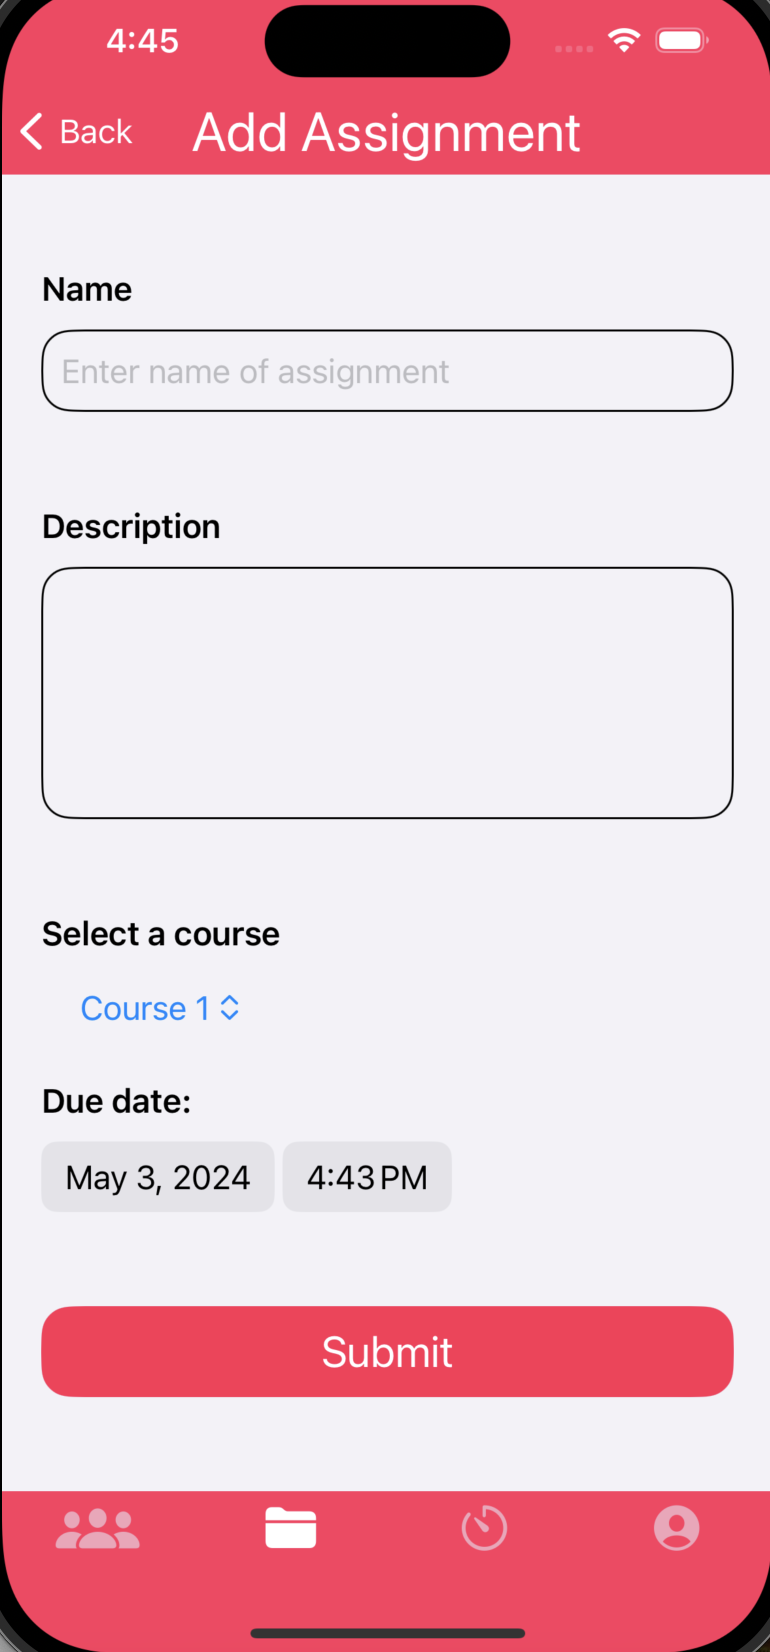 4:45
Back Add Assignment
Name
Enter name of assignment
Description
Select a course
Course 1
Due date:
May 3, 2024 4:43 PM
Submit